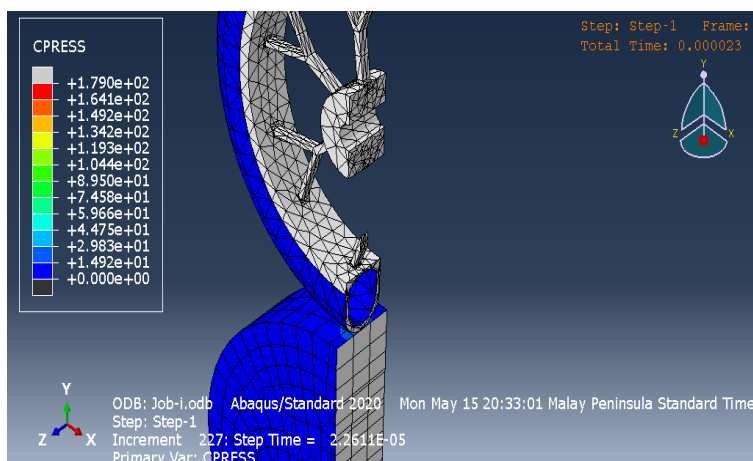 CPRESS
+1.790e+02
+1.641e+02
+1.492e+02
+1.342e+02
+1.193e+02
+1.044e+02
+8.950e+01
+7.458e+01
+5.966e+01
+4.475e+01
+2.983e+01
+1.492e+01
+0.000e+00
Step: Step-1 Frame:
Total Time: 0.000023
Y
Z X
Y
Z X
ODB: Job-i.odb Abaqus/Standard 2020 Mon May 15 20:33:01 Malay Peninsula Standard Time
Step: Step-1
Increment 227: Step Time = 2.2611E-05
Primary Var: CPRESS